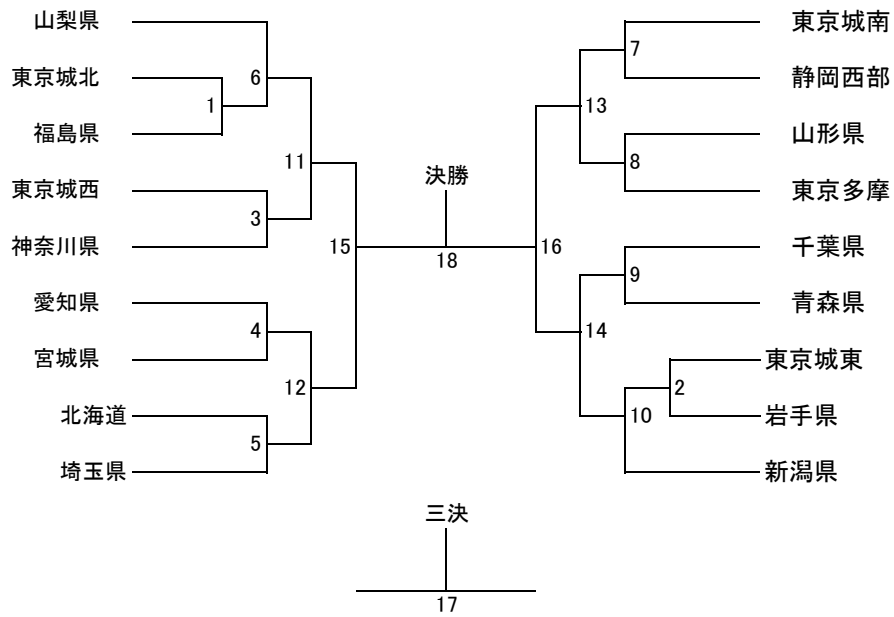 山梨県
東京城北
福島県
東京城西
神奈川県
愛知県
宮城県
北海道
埼玉県
1
6
3
4
5
11
12
15
決勝
18
16
13
14
7
8
9
10
2
東京城南
静岡西部
山形県
東京多摩
千葉県
青森県
東京城東
岩手県
新潟県
三決
17